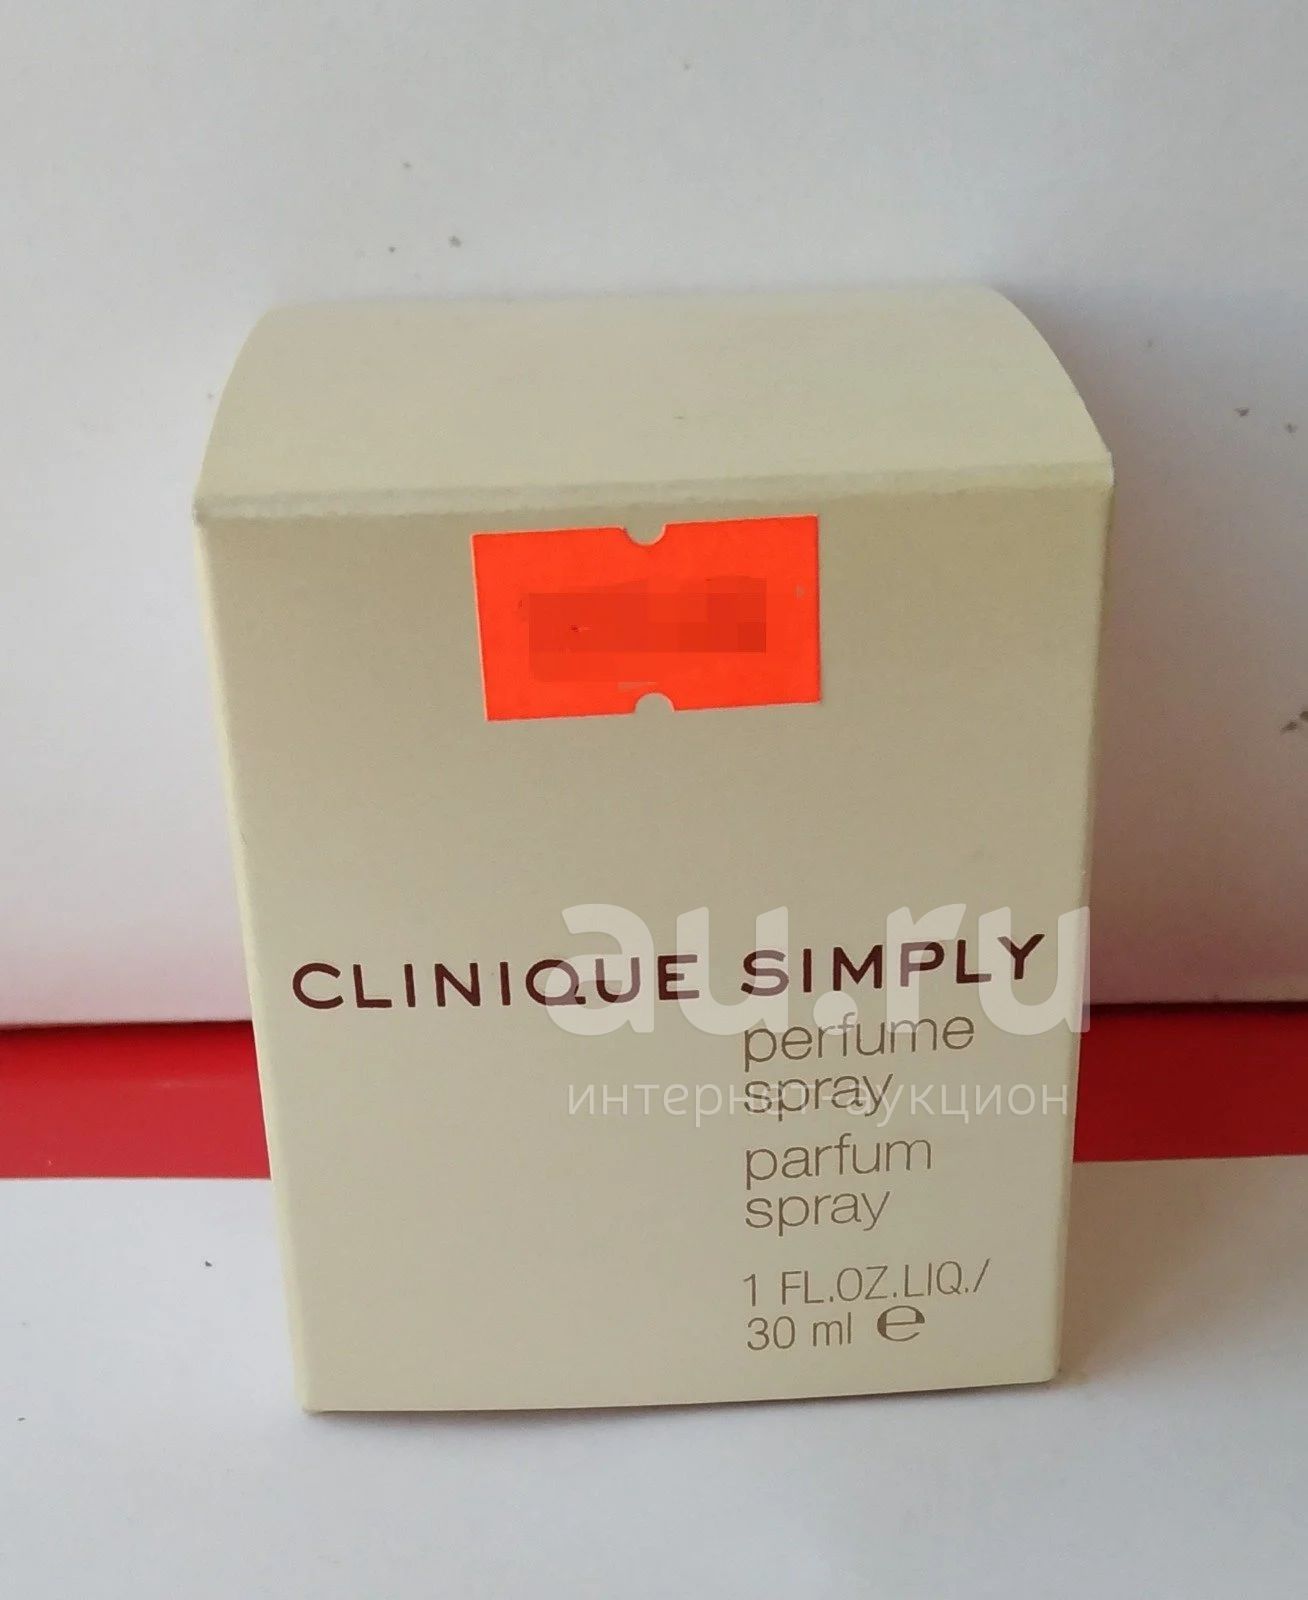 CLINIQUE SIMPLY
perfume
spray
parfum
spray
1 FL.OZ.LIQ./
30 ml ℮
au.ru
интернет-аукцион